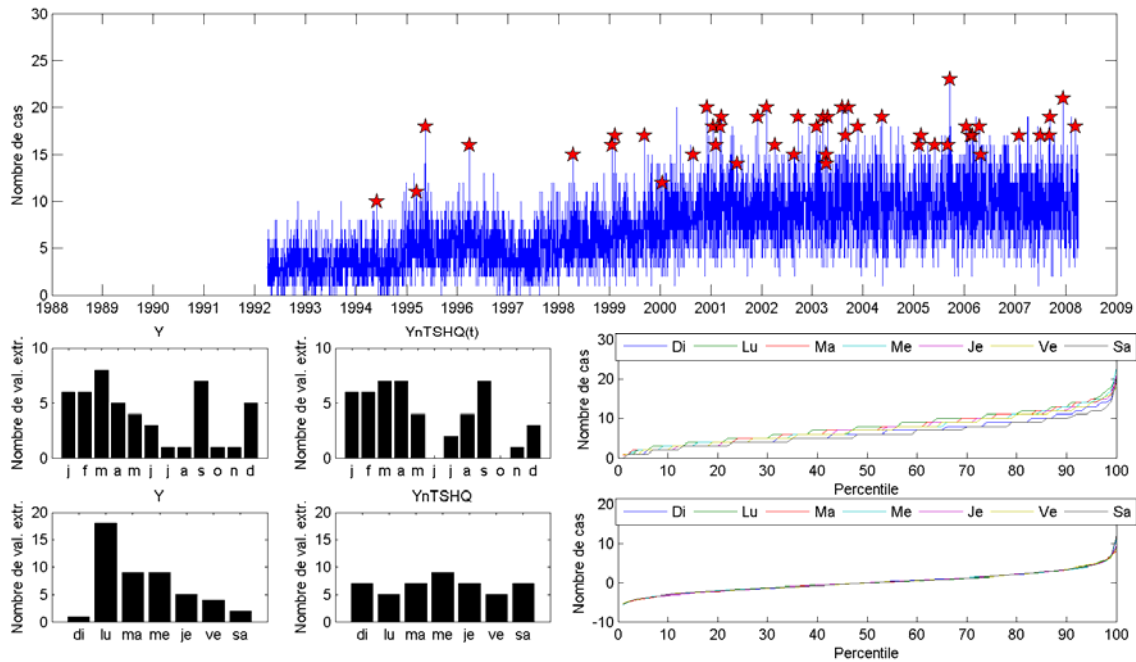 30
25
20
15
10
5
0
Nombre de cas
1988 1989 1990 1991 1992 1993 1994 1995 1996 1997 1998 1999 2000 2001 2002 2003 2004 2005 2006 2007 2008 2009
Y
10
5
0
Nombre de val. extr.
j f m a m j j a s o n d
YnTSHQ(t)
10
5
0
Nombre de val. extr.
j f m a m j j a s o n d
30
20
10
0
Nombre de cas
Di Lu Ma Me Je Ve Sa
0 10 20 30 40 50 60 70 80 90 100
Percentile
Y
20
15
10
5
0
Nombre de val. extr.
di lu ma me je ve sa
YnTSHQ
20
15
10
5
0
Nombre de val. extr.
di lu ma me je ve sa
20
10
0
-10
Nombre de cas
Di Lu Ma Me Je Ve Sa
0 10 20 30 40 50 60 70 80 90 100
Percentile